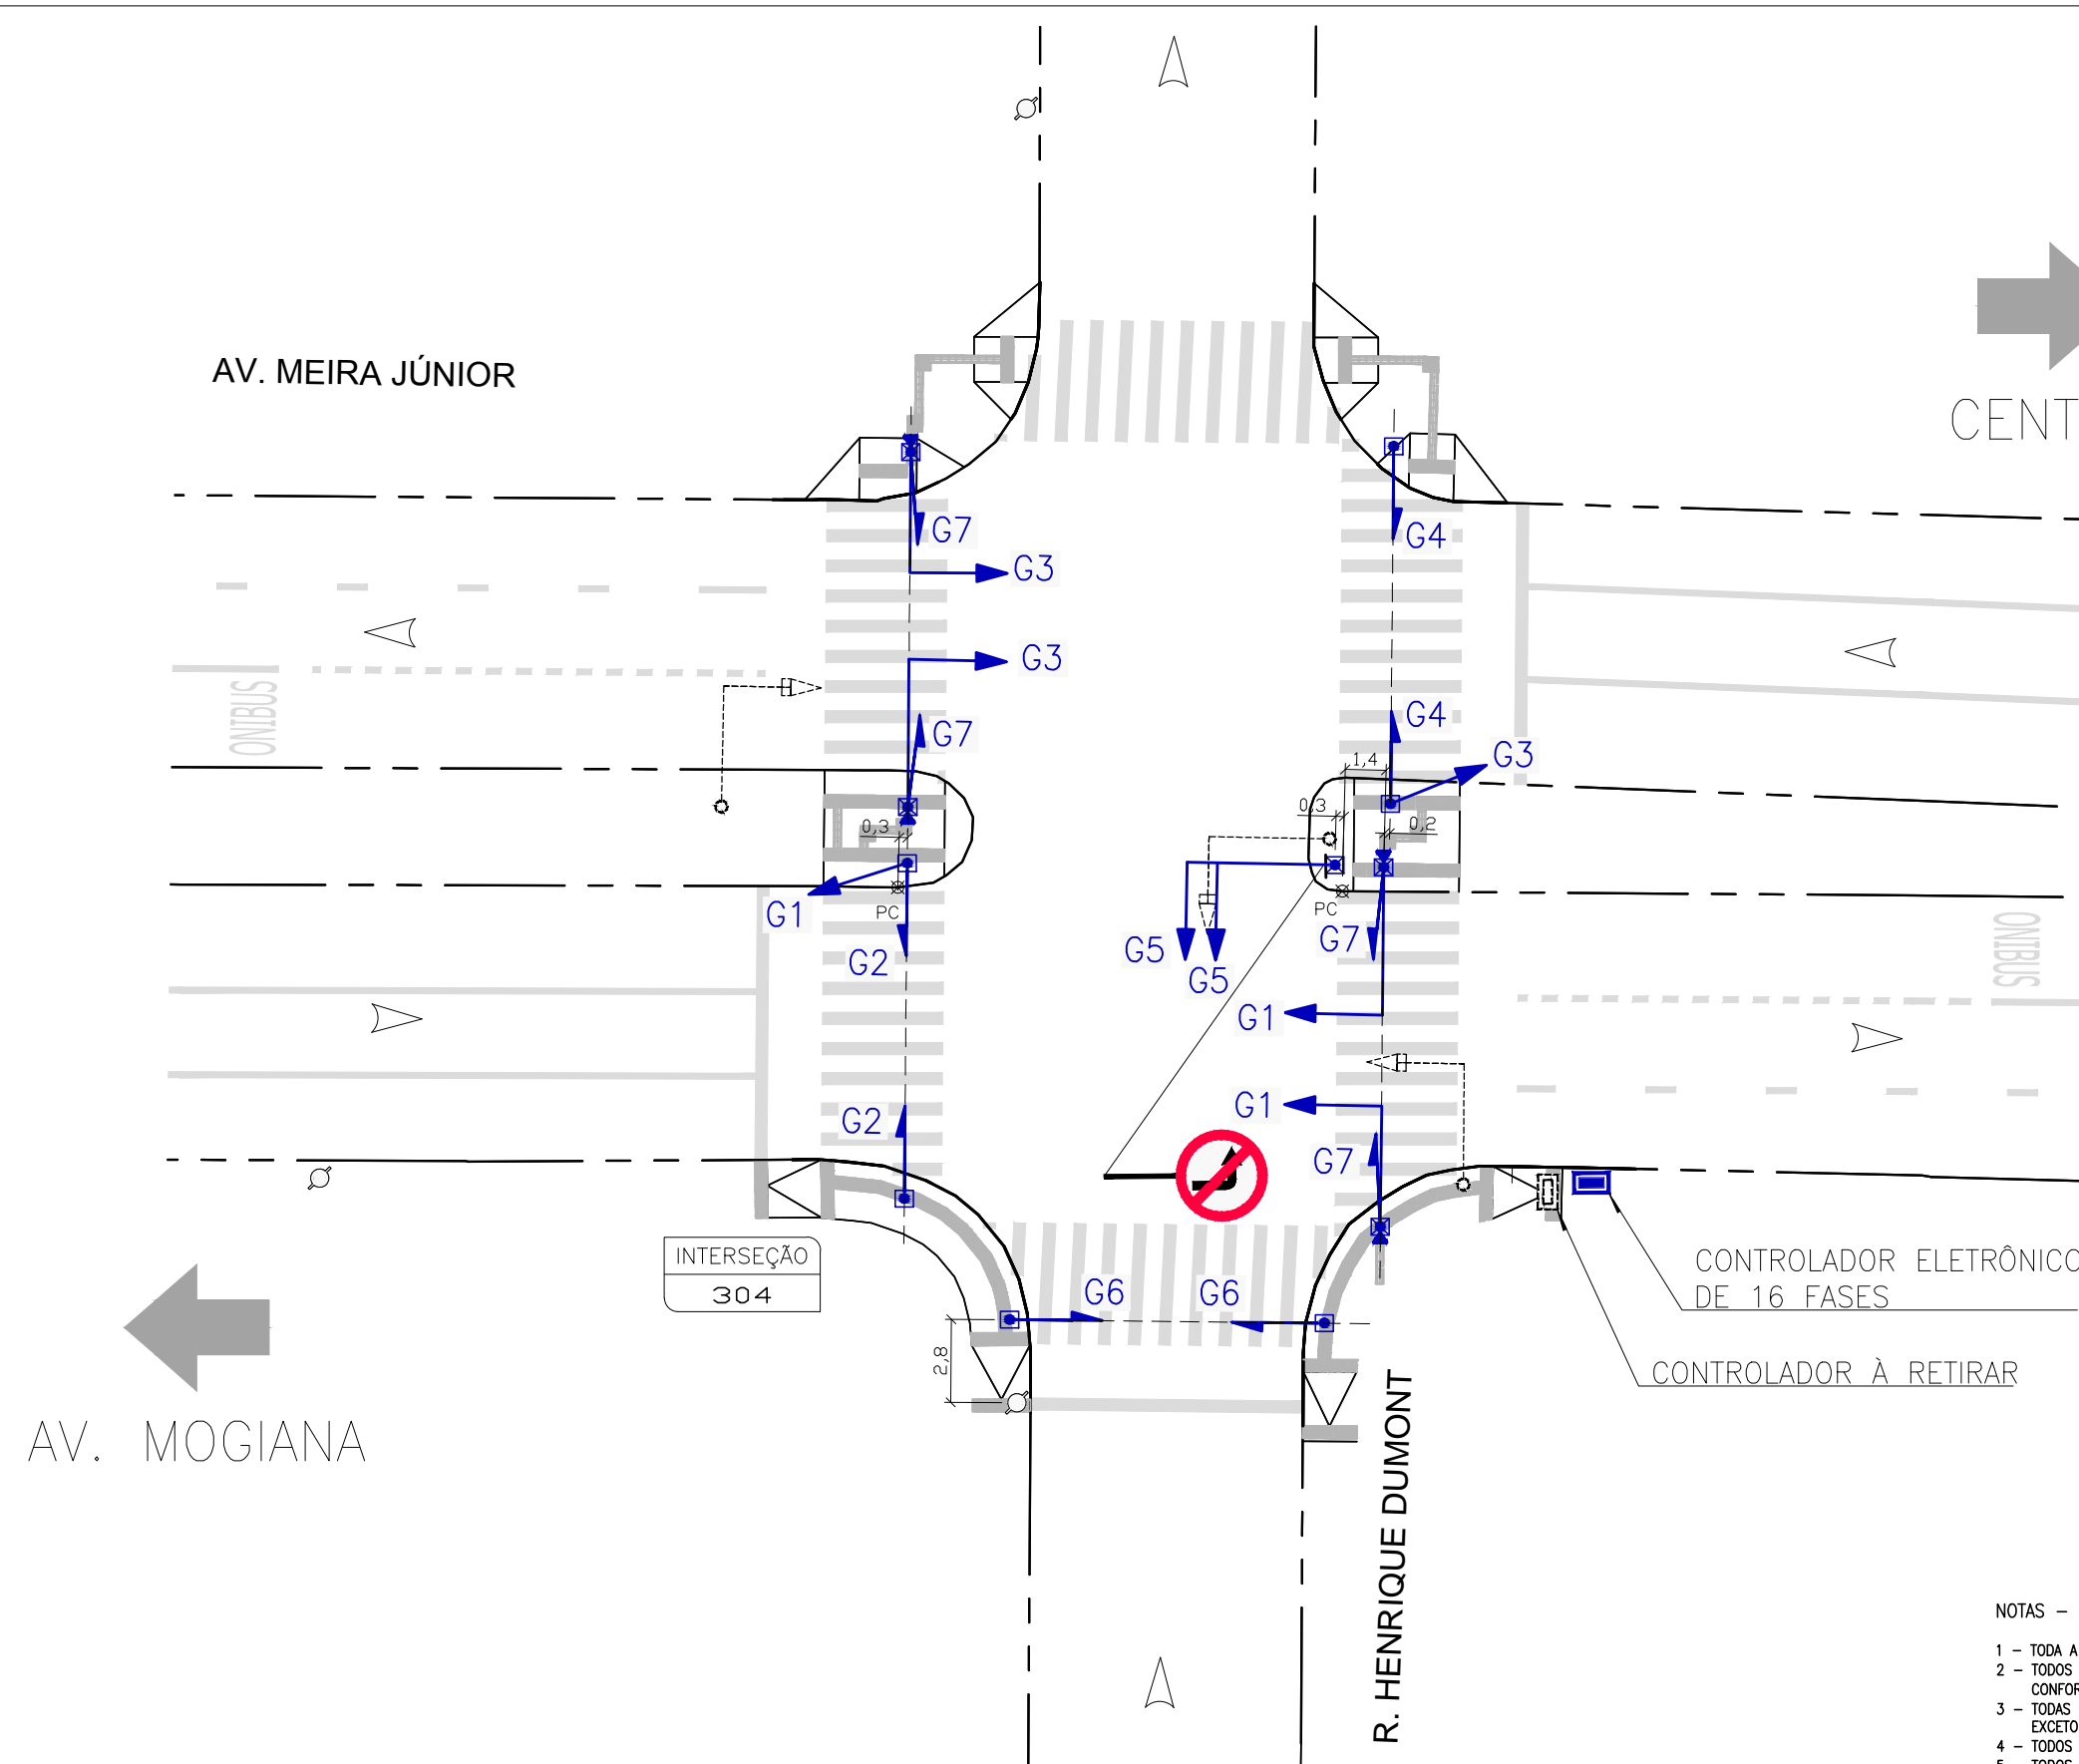 AV. MEIRA JÚNIOR
CENT
G7
G4
G3
G3
ONIBUS
G7
G4
G3
1,4
0,3
0,3
0,2
G1
PC
PC
G2
G5
G5
G7
ONIBUS
G1
G2
G1
G7
INTERSEÇÃO
304
G6
G6
CONTROLADOR ELETRÔNICO
DE 16 FASES
2,8
CONTROLADOR À RETIRAR
AV. MOGIANA
R. HENRIQUE DUMONT
NOTAS –
1 – TODA A
2 – TODOS
CONFOR
3 – TODAS
EXCETO
4 – TODOS